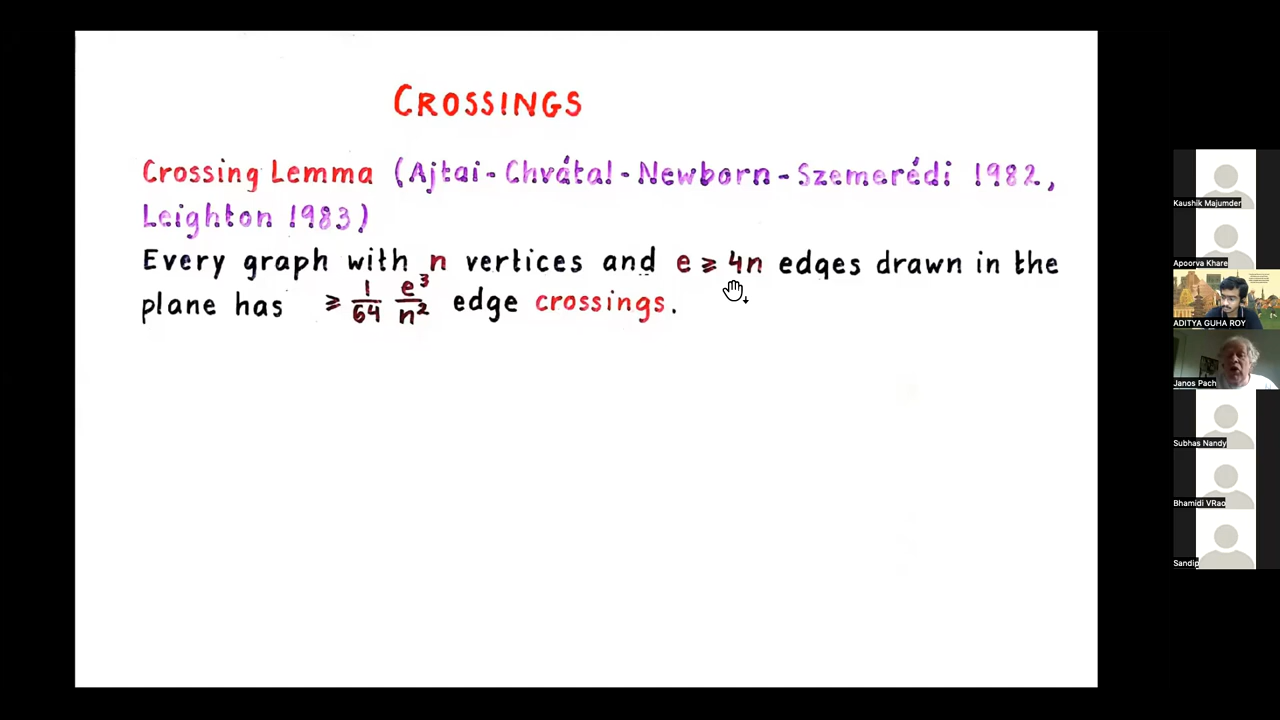 CROSSINGS
Crossing Lemma (Ajtai-Chvátal-Newborn-Szemerédi 1982,
Leighton 1983)
Every graph with n vertices and e ≥ 4n edges drawn in the
plane has ≥ 1/64 e³/n² edge crossings.
Kaushik Majumder
Apoorva Khare
ADITYA GUHA ROY
Janos Pach
Subhas Nandy
Bhamidi VRao
Sandip